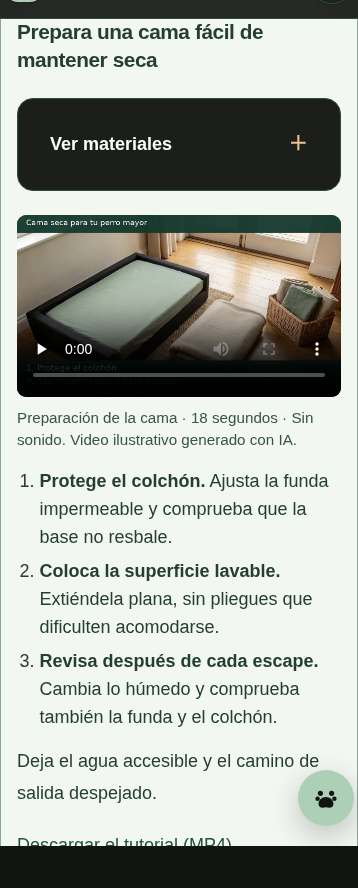 Prepara una cama fácil de
mantener seca
Ver materiales
Cama seca para tu perro mayor
1. Protege el colchón
0:00
Preparación de la cama · 18 segundos · Sin
sonido. Video ilustrativo generado con IA.
1. Protege el colchón. Ajusta la funda
impermeable y comprueba que la
base no resbale.
2. Coloca la superficie lavable.
Extiéndela plana, sin pliegues que
dificulten acomodarse.
3. Revisa después de cada escape.
Cambia lo húmedo y comprueba
también la funda y el colchón.
Deja el agua accesible y el camino de
salida despejado.
Descargar el tutorial (MP4)